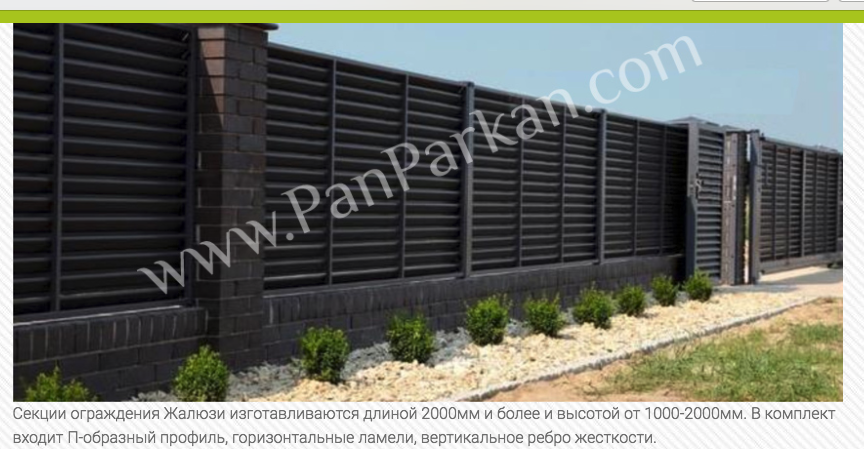 www.PanParkan.com
Секции ограждения Жалюзи изготавливаются длиной 2000мм и более и высотой от 1000-2000мм. В комплект
входит П-образный профиль, горизонтальные ламели, вертикальное ребро жесткости.